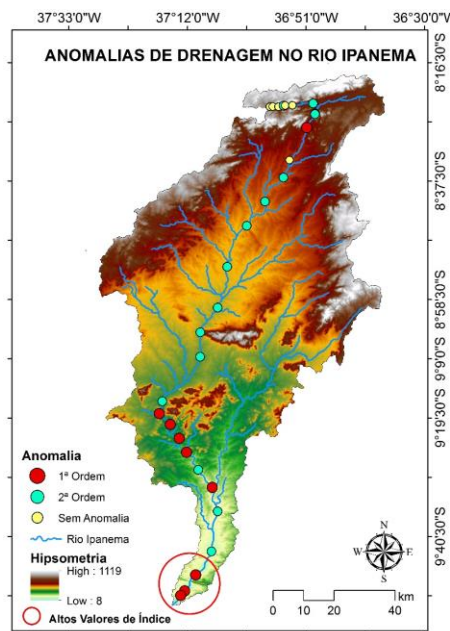 37°33'0"W 37°12'0"W 36°51'0"W 36°30'0"W
ANOMALIAS DE DRENAGEM NO RIO IPANEMA
8°16'30"S
8°37'30"S
8°58'30"S
9°9'0"S
9°19'30"S
9°40'30"S
Anomalia
1ª Ordem
2ª Ordem
Sem Anomalia
Rio Ipanema
Hipsometria
High : 1119
Low : 8
Altos Valores de Índice
N
W E
S
km
0 10 20 40